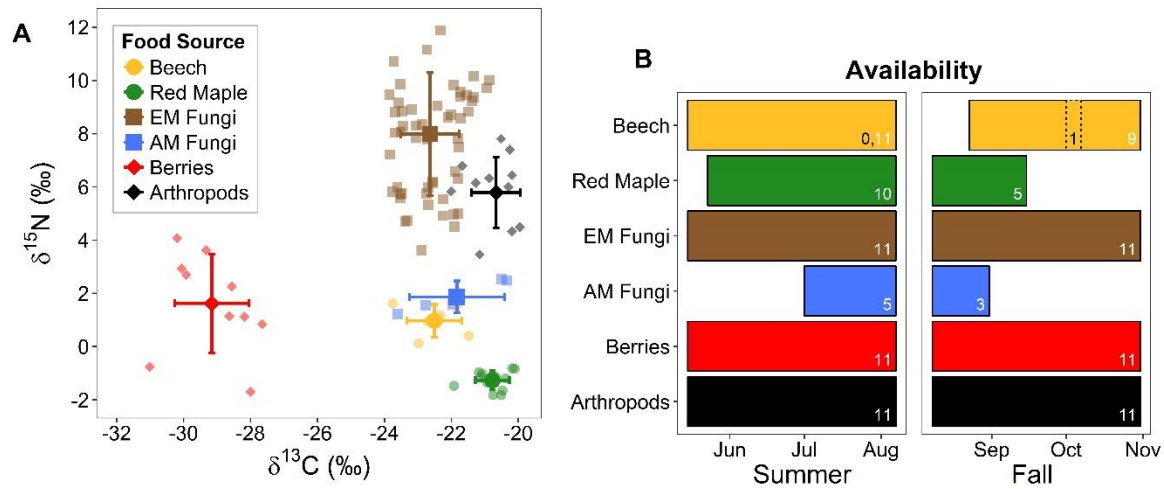 A
12
10
8
6
4
2
0
-2
δ15N (‰)
Food Source
Beech
Red Maple
EM Fungi
AM Fungi
Berries
Arthropods
-32 -30 -28 -26 -24 -22 -20
δ13C (‰)
B
Availability
Beech 0,11 1 9
Red Maple 10 5
EM Fungi 11 11
AM Fungi 5 3
Berries 11 11
Arthropods 11 11
Jun Jul Aug Sep Oct Nov
Summer Fall